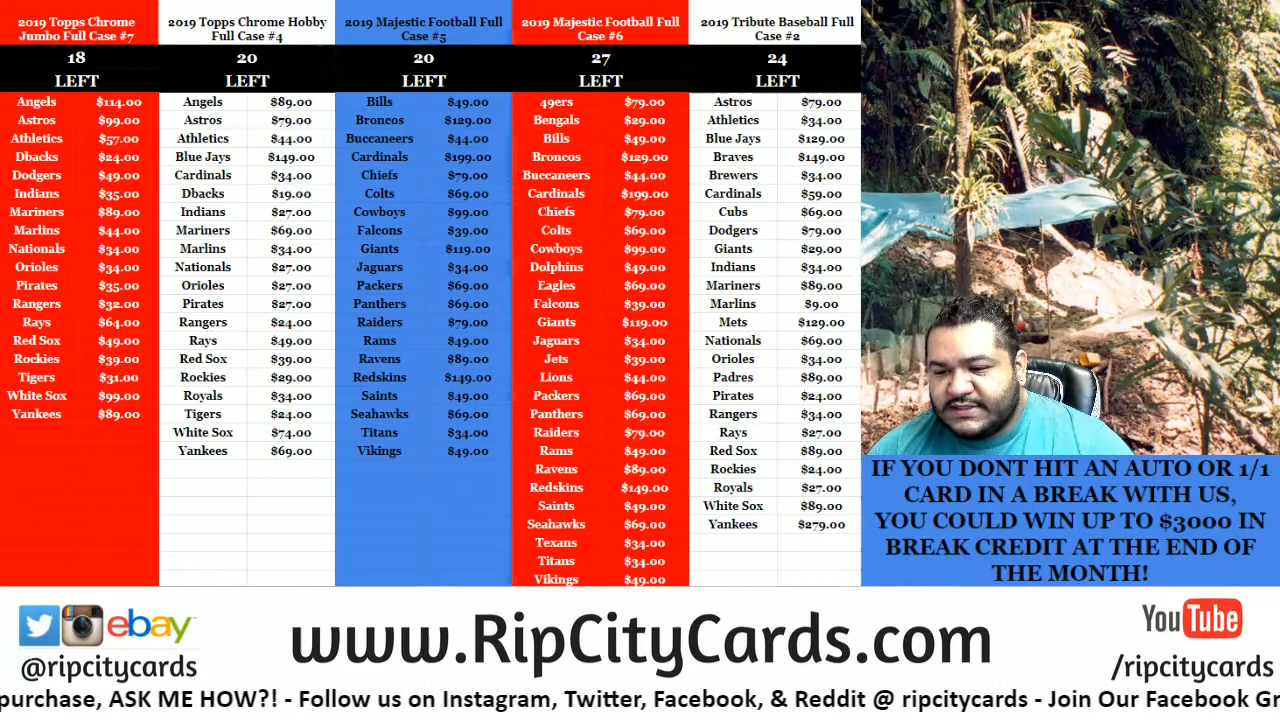 2019 Topps Chrome
Jumbo Full Case #7
18
LEFT
Angels $114.00
Astros $99.00
Athletics $57.00
Dbacks $24.00
Dodgers $49.00
Indians $35.00
Mariners $89.00
Marlins $44.00
Nationals $34.00
Orioles $34.00
Pirates $35.00
Rangers $32.00
Rays $64.00
Red Sox $49.00
Rockies $39.00
Tigers $31.00
White Sox $99.00
Yankees $89.00
2019 Topps Chrome Hobby
Full Case #4
20
LEFT
Angels $89.00
Astros $79.00
Athletics $44.00
Blue Jays $149.00
Cardinals $34.00
Dbacks $19.00
Indians $27.00
Mariners $69.00
Marlins $34.00
Nationals $27.00
Orioles $27.00
Pirates $27.00
Rangers $24.00
Rays $49.00
Red Sox $39.00
Rockies $29.00
Royals $34.00
Tigers $24.00
White Sox $74.00
Yankees $69.00
2019 Majestic Football Full
Case #5
20
LEFT
Bills $49.00
Broncos $129.00
Buccaneers $44.00
Cardinals $199.00
Chiefs $79.00
Colts $69.00
Cowboys $99.00
Falcons $39.00
Giants $119.00
Jaguars $34.00
Packers $69.00
Panthers $69.00
Raiders $79.00
Rams $49.00
Ravens $89.00
Redskins $149.00
Saints $49.00
Seahawks $69.00
Titans $34.00
Vikings $49.00
2019 Majestic Football Full
Case #6
27
LEFT
49ers $79.00
Bengals $29.00
Bills $49.00
Broncos $129.00
Buccaneers $44.00
Cardinals $199.00
Chiefs $79.00
Colts $69.00
Cowboys $99.00
Dolphins $49.00
Eagles $69.00
Falcons $39.00
Giants $119.00
Jaguars $34.00
Jets $39.00
Lions $44.00
Packers $69.00
Panthers $69.00
Raiders $79.00
Rams $49.00
Ravens $89.00
Redskins $149.00
Saints $49.00
Seahawks $69.00
Texans $34.00
Titans $34.00
Vikings $49.00
2019 Tribute Baseball Full
Case #2
24
LEFT
Astros $79.00
Athletics $34.00
Blue Jays $129.00
Braves $149.00
Brewers $34.00
Cardinals $59.00
Cubs $69.00
Dodgers $79.00
Giants $29.00
Indians $34.00
Mariners $89.00
Marlins $9.00
Mets $129.00
Nationals $69.00
Orioles $34.00
Padres $89.00
Pirates $24.00
Rangers $34.00
Rays $27.00
Red Sox $89.00
Rockies $24.00
Royals $27.00
White Sox $89.00
Yankees $279.00
IF YOU DONT HIT AN AUTO OR 1/1
CARD IN A BREAK WITH US,
YOU COULD WIN UP TO $3000 IN
BREAK CREDIT AT THE END OF
THE MONTH!
ebay
@ripcitycards
www.RipCityCards.com
YouTube
/ripcitycards
purchase, ASK ME HOW?! - Follow us on Instagram, Twitter, Facebook, & Reddit @ ripcitycards - Join Our Facebook Gr